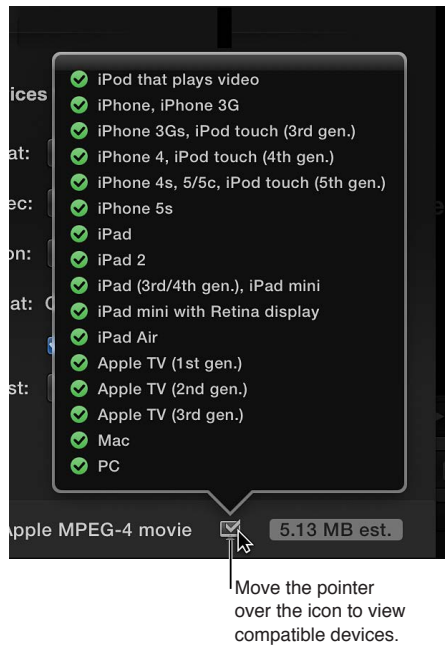 iPod that plays video
iPhone, iPhone 3G
ices
iPhone 3Gs, iPod touch (3rd gen.)
at:
iPhone 4, iPod touch (4th gen.)
iPhone 4s, 5/5c, iPod touch (5th gen.)
ec:
iPhone 5s
iPad
on:
iPad 2
iPad (3rd/4th gen.), iPad mini
at:
iPad mini with Retina display
iPad Air
Apple TV (1st gen.)
st:
Apple TV (2nd gen.)
Apple TV (3rd gen.)
Mac
PC
Apple MPEG-4 movie
5.13 MB est.
Move the pointer
over the icon to view
compatible devices.